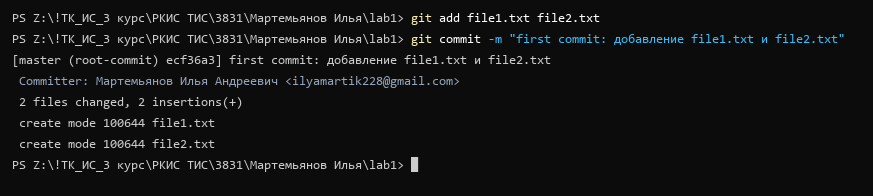 PS Z:\!ТК_ИС_3 курс\РКИС ТИС\3831\Мартемьянов Илья\lab1> git add file1.txt file2.txt
PS Z:\!ТК_ИС_3 курс\РКИС ТИС\3831\Мартемьянов Илья\lab1> git commit -m "first commit: добавление file1.txt и file2.txt"
[master (root-commit) ecf36a3] first commit: добавление file1.txt и file2.txt
Committer: Мартемьянов Илья Андреевич <ilyamartik228@gmail.com>
2 files changed, 2 insertions(+)
create mode 100644 file1.txt
create mode 100644 file2.txt
PS Z:\!ТК_ИС_3 курс\РКИС ТИС\3831\Мартемьянов Илья\lab1>